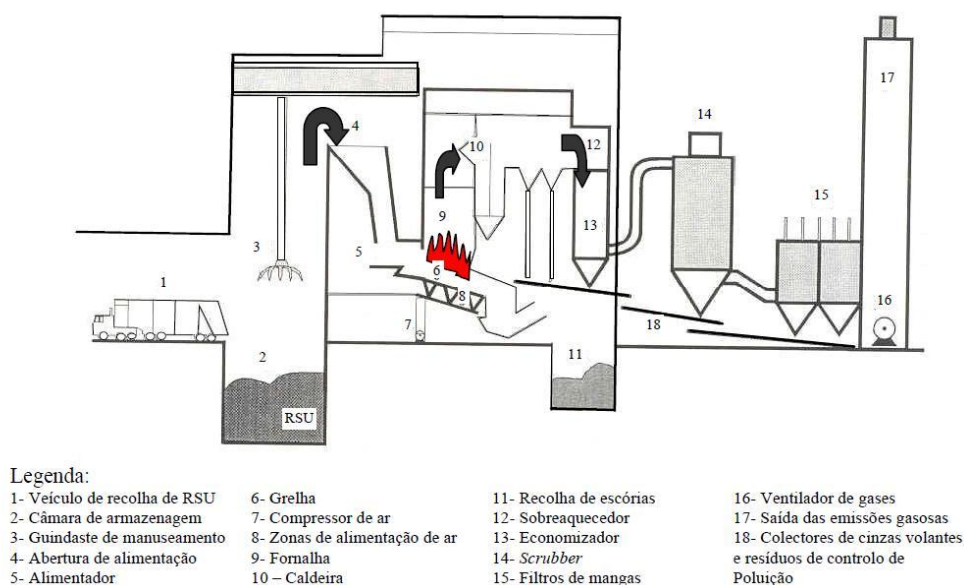 17
14
4
12
10
15
9
13
3
5
6
1
8
16
7
18
2
11
RSU
Legenda:
1- Veículo de recolha de RSU
2- Câmara de armazenagem
3- Guindaste de manuseamento
4- Abertura de alimentação
5- Alimentador
6- Grelha
7- Compressor de ar
8- Zonas de alimentação de ar
9- Fornalha
10 – Caldeira
11- Recolha de escórias
12- Sobreaquecedor
13- Economizador
14- Scrubber
15- Filtros de mangas
16- Ventilador de gases
17- Saída das emissões gasosas
18- Colectores de cinzas volantes
e resíduos de controlo de
Poluição